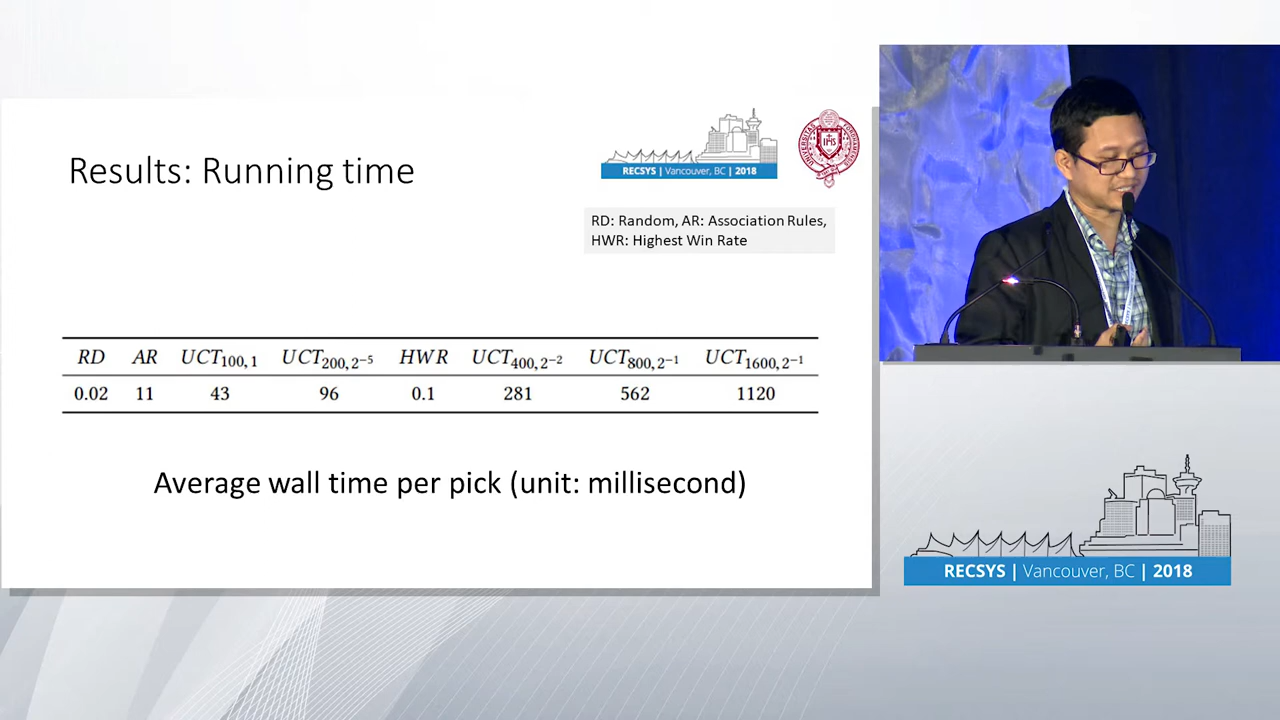 Results: Running time
RECSYS | Vancouver, BC | 2018
RD: Random, AR: Association Rules,
HWR: Highest Win Rate
RD AR UCT100,1 UCT200,2−5 HWR UCT400,2−2 UCT800,2−1 UCT1600,2−1
0.02 11 43 96 0.1 281 562 1120
Average wall time per pick (unit: millisecond)
RECSYS | Vancouver, BC | 2018